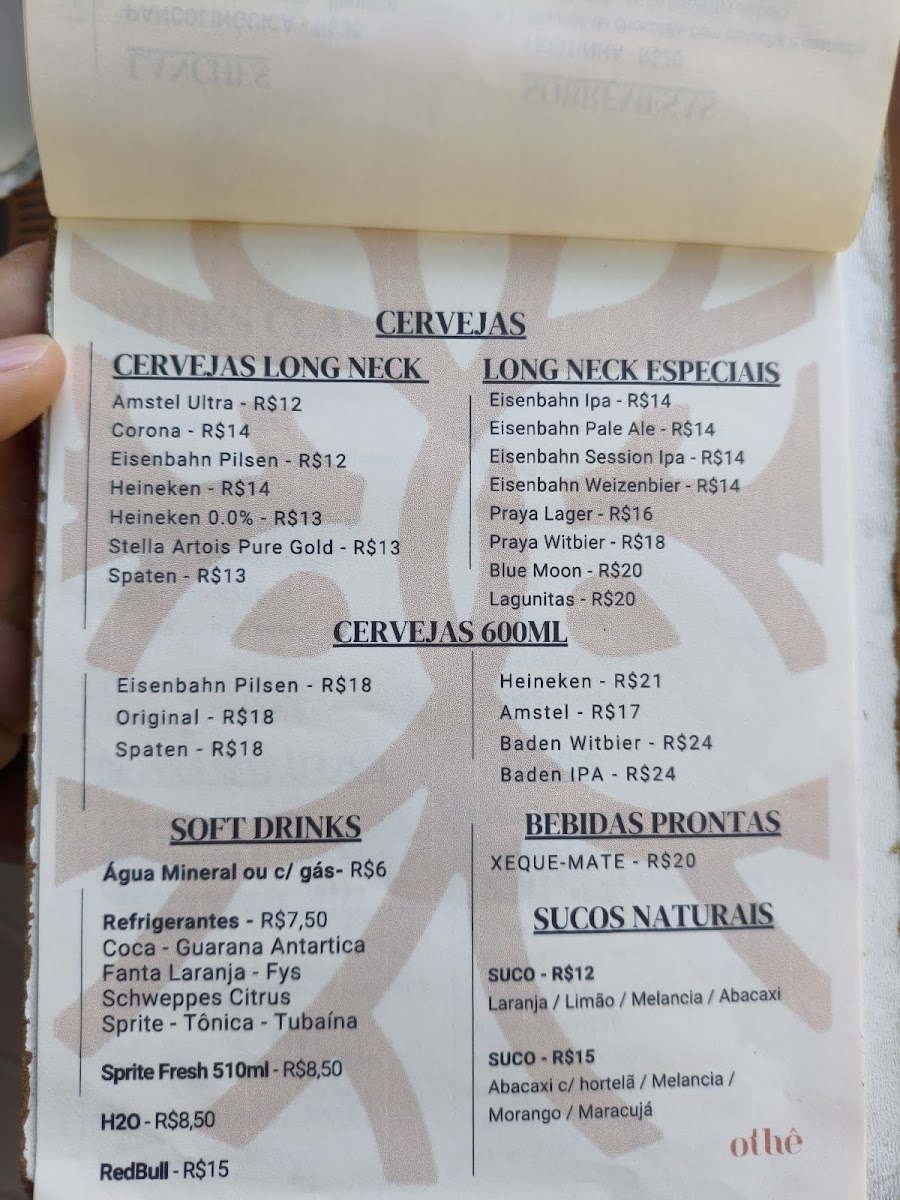 CERVEJAS
CERVEJAS LONG NECK
Amstel Ultra - R$12
Corona - R$14
Eisenbahn Pilsen - R$12
Heineken - R$14
Heineken 0.0% - R$13
Stella Artois Pure Gold - R$13
Spaten - R$13
LONG NECK ESPECIAIS
Eisenbahn Ipa - R$14
Eisenbahn Pale Ale - R$14
Eisenbahn Session Ipa - R$14
Eisenbahn Weizenbier - R$14
Praya Lager - R$16
Praya Witbier - R$18
Blue Moon - R$20
Lagunitas - R$20
CERVEJAS 600ML
Eisenbahn Pilsen - R$18
Original - R$18
Spaten - R$18
Heineken - R$21
Amstel - R$17
Baden Witbier - R$24
Baden IPA - R$24
SOFT DRINKS
Água Mineral ou c/ gás- R$6
Refrigerantes - R$7,50
Coca - Guarana Antartica
Fanta Laranja - Fys
Schweppes Citrus
Sprite - Tônica - Tubaína
Sprite Fresh 510ml - R$8,50
H2O - R$8,50
RedBull - R$15
BEBIDAS PRONTAS
XEQUE-MATE - R$20
SUCOS NATURAIS
SUCO - R$12
Laranja / Limão / Melancia / Abacaxi
SUCO - R$15
Abacaxi c/ hortelã / Melancia /
Morango / Maracujá
othê